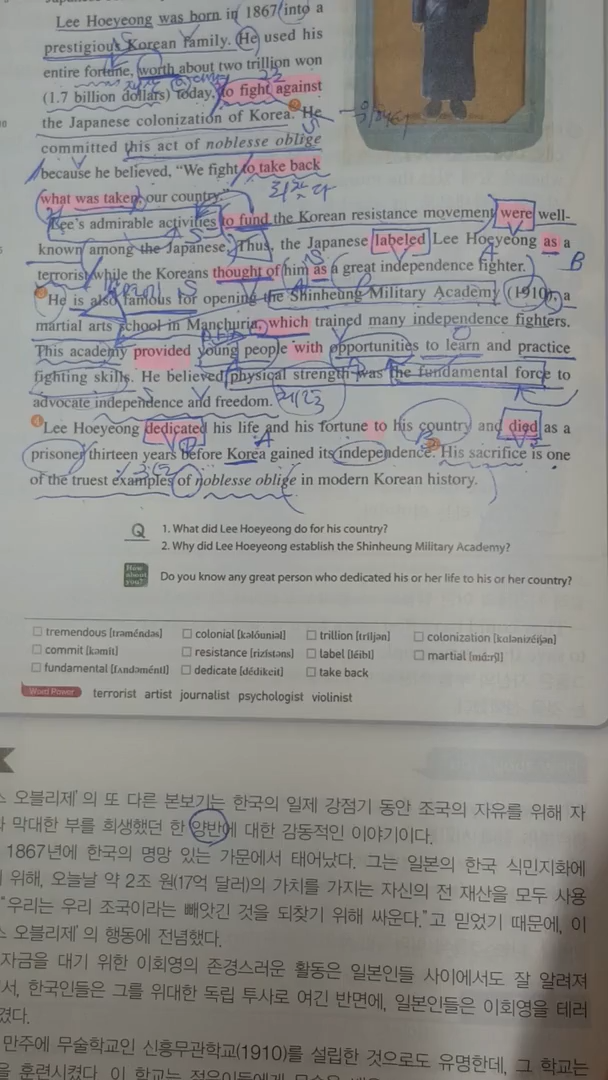 Lee Hoeyeong was born in 1867 into a
prestigious Korean family. He used his
entire fortune, worth about two trillion won
(1.7 billion dollars) today, to fight against
the Japanese colonization of Korea. He
committed this act of noblesse oblige
because he believed, “We fight to take back
what was taken, our country.”
Lee's admirable activities to fund the Korean resistance movement were well-
known among the Japanese. Thus, the Japanese labeled Lee Hoeyeong as a
terrorist while the Koreans thought of him as a great independence fighter.
He is also famous for opening the Shinheung Military Academy (1910), a
martial arts school in Manchuria, which trained many independence fighters.
This academy provided young people with opportunities to learn and practice
fighting skills. He believed physical strength was the fundamental force to
advocate independence and freedom.
Lee Hoeyeong dedicated his life and his fortune to his country and died as a
prisoner thirteen years before Korea gained its independence. His sacrifice is one
of the truest examples of noblesse oblige in modern Korean history.
Q 1. What did Lee Hoeyeong do for his country?
2. Why did Lee Hoeyeong establish the Shinheung Military Academy?
How about you? Do you know any great person who dedicated his or her life to his or her country?
tremendous [trəméndəs] colonial [kəlóuniəl] trillion [tríljən] colonization [kὰlənizéiʃən]
commit [kəmít] resistance [rizístəns] label [léibl] martial [mάːrʃl]
fundamental [fʌndəméntl] dedicate [dédikeit] take back
Word Power terrorist artist journalist psychologist violinist
스 오블리제'의 또 다른 본보기는 한국의 일제 강점기 동안 조국의 자유를 위해 자
막대한 부를 희생했던 한 양반에 대한 감동적인 이야기이다.
1867년에 한국의 명망 있는 가문에서 태어났다. 그는 일본의 한국 식민지화에
위해, 오늘날 약 2조 원(17억 달러)의 가치를 가지는 자신의 전 재산을 모두 사용
“우리는 우리 조국이라는 빼앗긴 것을 되찾기 위해 싸운다.”고 믿었기 때문에, 이
스 오블리제'의 행동에 전념했다.
자금을 대기 위한 이회영의 존경스러운 활동은 일본인들 사이에서도 잘 알려져
서, 한국인들은 그를 위대한 독립 투사로 여긴 반면에, 일본인들은 이회영을 테러
겼다.
만주에 무술학교인 신흥무관학교(1910)를 설립한 것으로도 유명한데, 그 학교는
을 훈련시켰다. 이 학교는